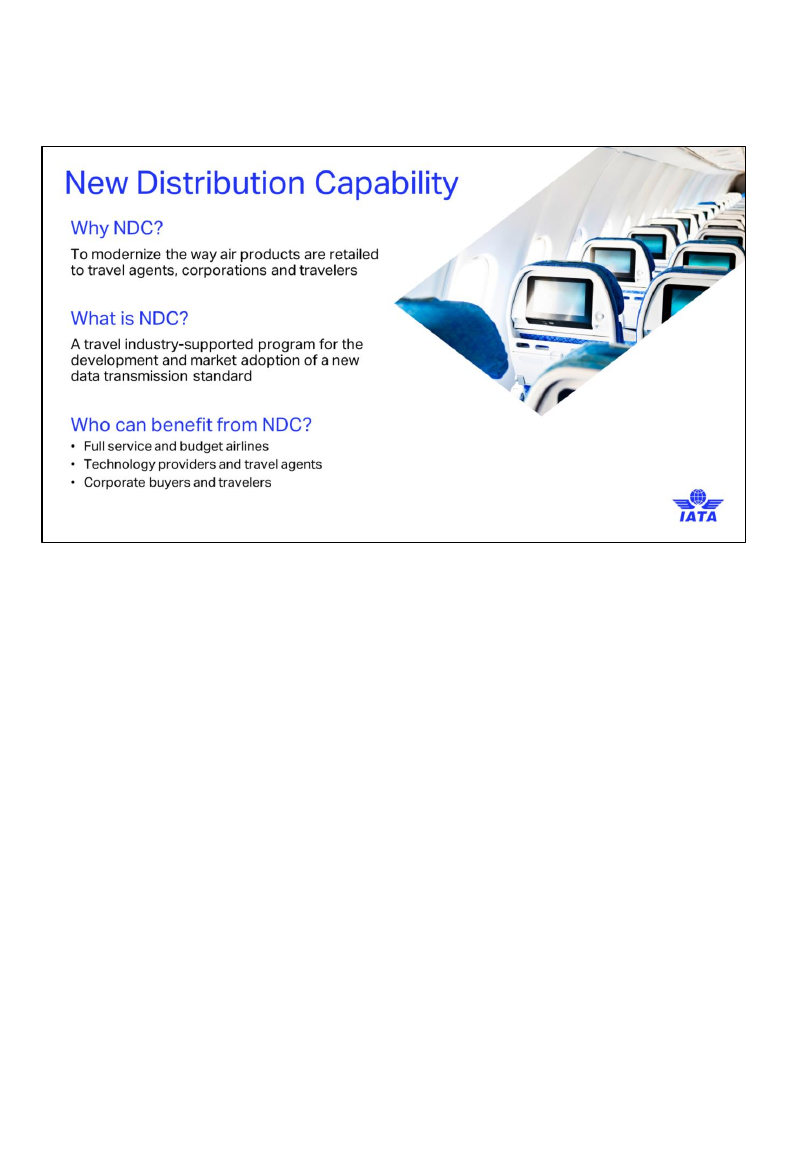 New Distribution Capability
Why NDC?
To modernize the way air products are retailed
to travel agents, corporations and travelers
What is NDC?
A travel industry-supported program for the
development and market adoption of a new
data transmission standard
Who can benefit from NDC?
• Full service and budget airlines
• Technology providers and travel agents
• Corporate buyers and travelers
IATA